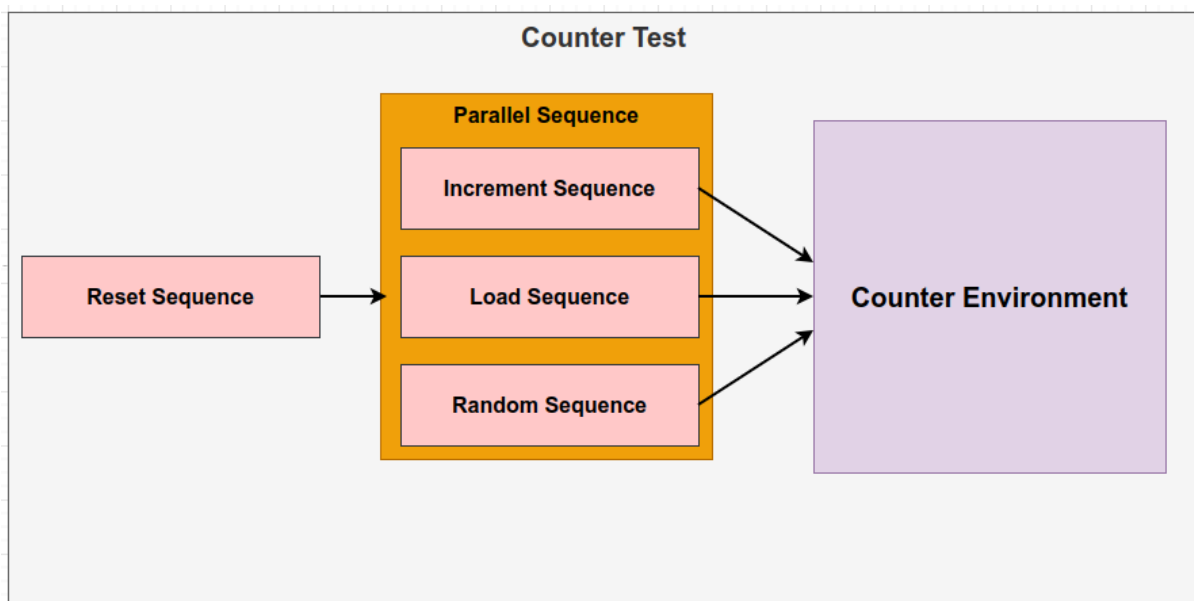 Counter Test
Parallel Sequence
Increment Sequence
Reset Sequence
Load Sequence
Counter Environment
Random Sequence